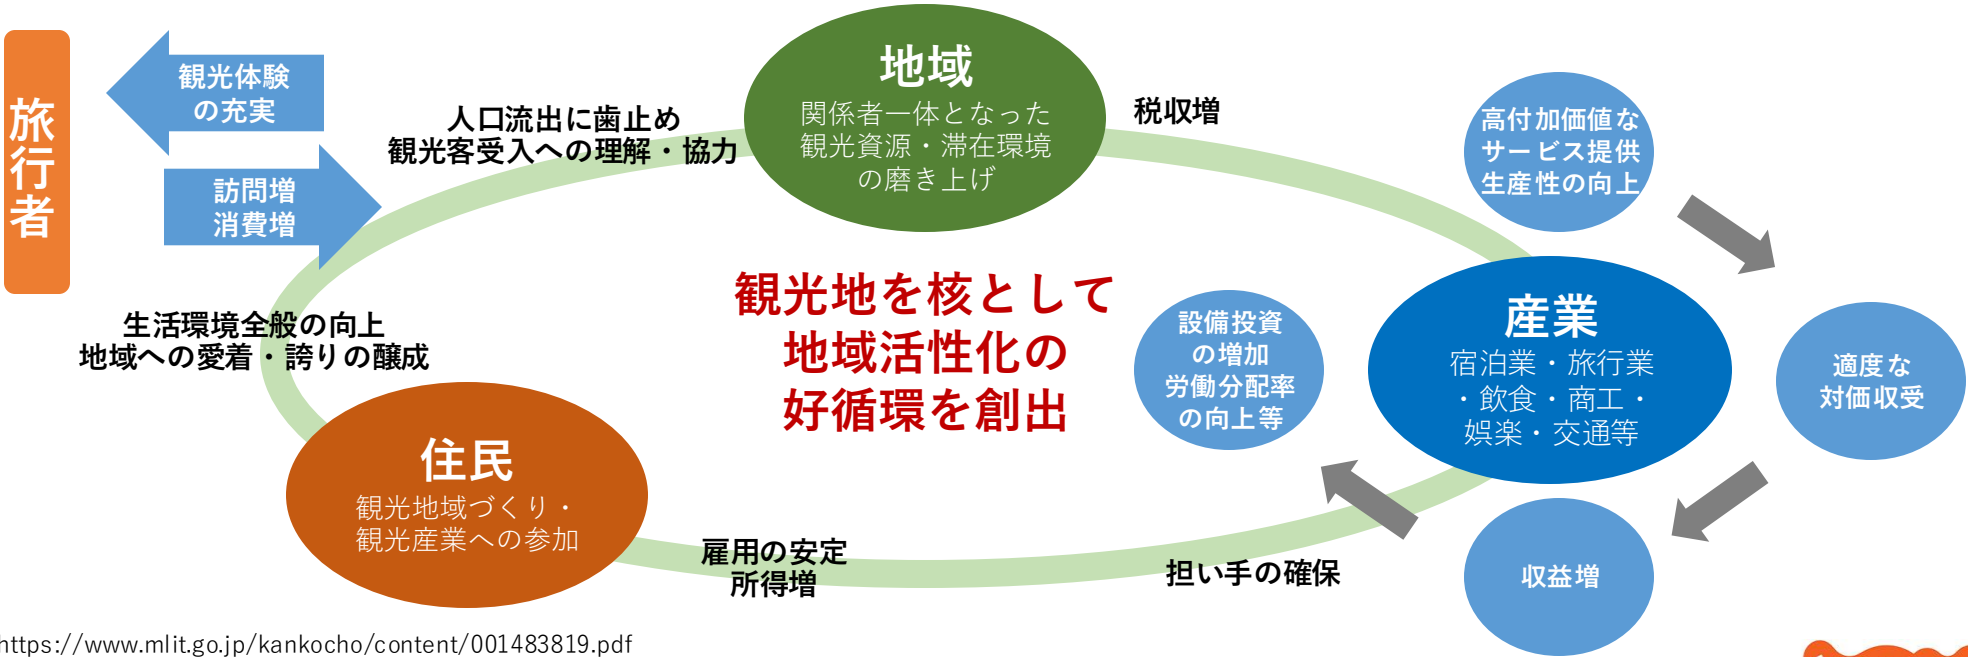 旅行者
観光体験
の充実
訪問増
消費増
人口流出に歯止め
観光客受入への理解・協力
地域
関係者一体となった
観光資源・滞在環境
の磨き上げ
税収増
高付加価値な
サービス提供
生産性の向上
生活環境全般の向上
地域への愛着・誇りの醸成
観光地を核として
地域活性化の
好循環を創出
設備投資
の増加
労働分配率
の向上等
産業
宿泊業・旅行業
・飲食・商工・
娯楽・交通等
適度な
対価収受
住民
観光地域づくり・
観光産業への参加
雇用の安定
所得増
担い手の確保
収益増
https://www.mlit.go.jp/kankocho/content/001483819.pdf